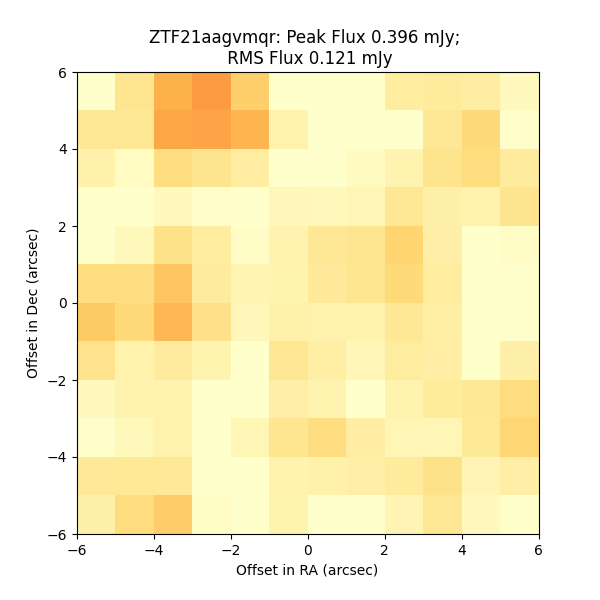 ZTF21aagvmqr: Peak Flux 0.396 mJy;
RMS Flux 0.121 mJy
6
4
2
0
−2
−4
−6
Offset in Dec (arcsec)
−6 −4 −2 0 2 4 6
Offset in RA (arcsec)